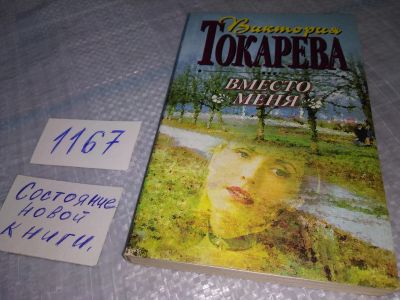 Виктория
ТОКАРЕВА
ВМЕСТО
МЕНЯ
1167
Состояние
новой
книги.